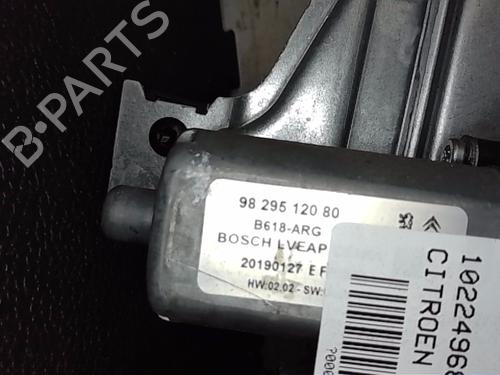 B·PARTS
98 295 120 80
B618-ARG
BOSCH LVEAP
20190127 E F
HW:02.02 - SW:
10224968
CITROEN